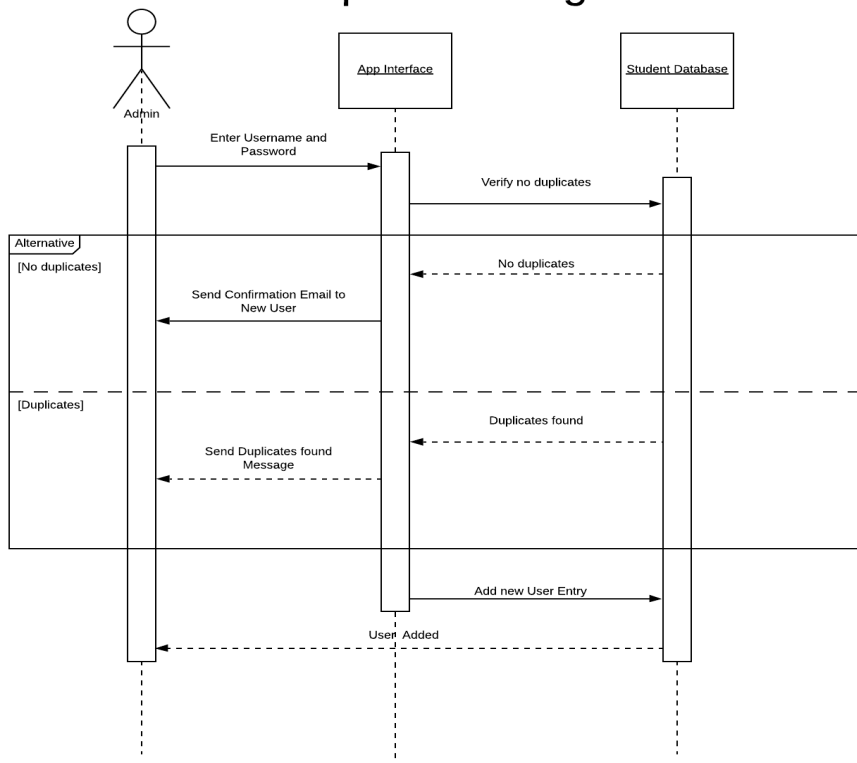 App Interface
Student Database
Admin
Enter Username and
Password
Verify no duplicates
Alternative
[No duplicates]
No duplicates
Send Confirmation Email to
New User
[Duplicates]
Duplicates found
Send Duplicates found
Message
Add new User Entry
User Added